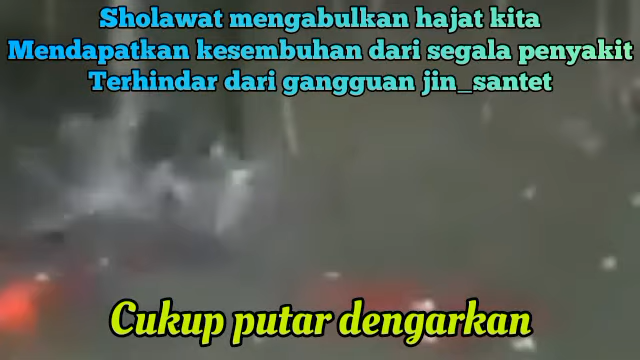 Sholawat mengabulkan hajat kita
Mendapatkan kesembuhan dari segala penyakit
Terhindar dari gangguan jin_santet
Cukup putar dengarkan